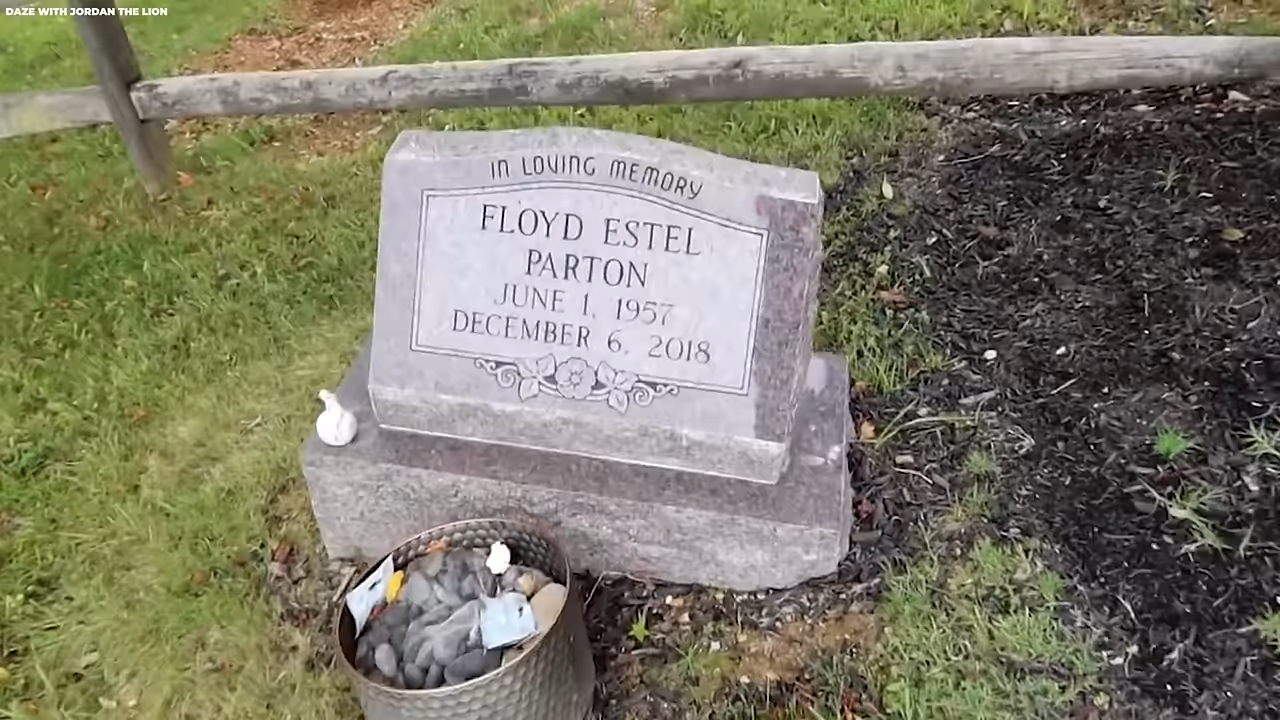 DAZE WITH JORDAN THE LION
IN LOVING MEMORY
FLOYD ESTEL
PARTON
JUNE 1, 1957
DECEMBER 6, 2018